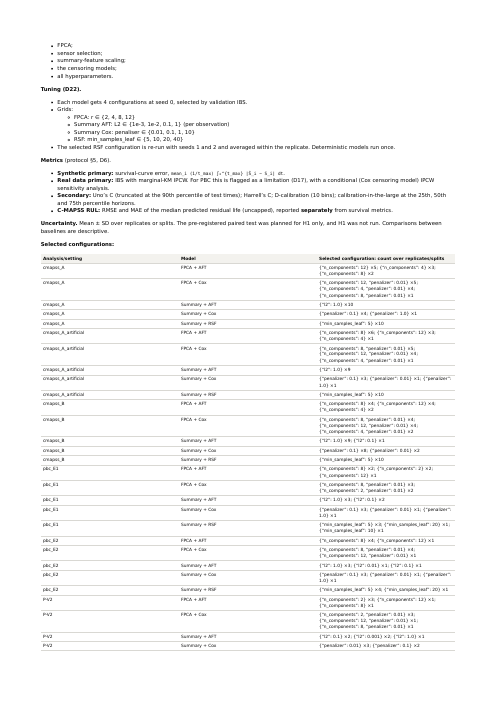 • FPCA;
• sensor selection;
• summary-feature scaling;
• the censoring models;
• all hyperparameters.
Tuning (D22).
• Each model gets 4 configurations at seed 0, selected by validation IBS.
• Grids:
◦ FPCA: r ∈ {2, 4, 8, 12}
◦ Summary AFT: L2 ∈ {1e-3, 1e-2, 0.1, 1} (per observation)
◦ Summary Cox: penaliser ∈ {0.01, 0.1, 1, 10}
◦ RSF: min_samples_leaf ∈ {5, 10, 20, 40}
• The selected RSF configuration is re-run with seeds 1 and 2 and averaged within the replicate. Deterministic models run once.
Metrics (protocol §5, D6).
• Synthetic primary: survival-curve error, mean_i (1/t_max) ∫₀^{t_max} |Ŝ_i − S_i| dt.
• Real data primary: IBS with marginal-KM IPCW. For PBC this is flagged as a limitation (D17), with a conditional (Cox censoring model) IPCW
sensitivity analysis.
• Secondary: Uno's C (truncated at the 90th percentile of test times); Harrell's C; D-calibration (10 bins); calibration-in-the-large at the 25th, 50th
and 75th percentile horizons.
• C-MAPSS RUL: RMSE and MAE of the median predicted residual life (uncapped), reported separately from survival metrics.
Uncertainty. Mean ± SD over replicates or splits. The pre-registered paired test was planned for H1 only, and H1 was not run. Comparisons between
baselines are descriptive.
Selected configurations:
Analysis/setting Model Selected configuration: count over replicates/splits
cmapss_A FPCA + AFT {"n_components": 12} ×5; {"n_components": 4} ×3;
{"n_components": 8} ×2
cmapss_A FPCA + Cox {"n_components": 12, "penalizer": 0.01} ×5;
{"n_components": 4, "penalizer": 0.01} ×4;
{"n_components": 8, "penalizer": 0.01} ×1
cmapss_A Summary + AFT {"l2": 1.0} ×10
cmapss_A Summary + Cox {"penalizer": 0.1} ×4; {"penalizer": 1.0} ×1
cmapss_A Summary + RSF {"min_samples_leaf": 5} ×10
cmapss_A_artificial FPCA + AFT {"n_components": 8} ×6; {"n_components": 12} ×3;
{"n_components": 4} ×1
cmapss_A_artificial FPCA + Cox {"n_components": 8, "penalizer": 0.01} ×5;
{"n_components": 12, "penalizer": 0.01} ×4;
{"n_components": 4, "penalizer": 0.01} ×1
cmapss_A_artificial Summary + AFT {"l2": 1.0} ×9
cmapss_A_artificial Summary + Cox {"penalizer": 0.1} ×3; {"penalizer": 0.01} ×1; {"penalizer":
1.0} ×1
cmapss_A_artificial Summary + RSF {"min_samples_leaf": 5} ×10
cmapss_B FPCA + AFT {"n_components": 8} ×4; {"n_components": 12} ×4;
{"n_components": 4} ×2
cmapss_B FPCA + Cox {"n_components": 8, "penalizer": 0.01} ×4;
{"n_components": 12, "penalizer": 0.01} ×4;
{"n_components": 4, "penalizer": 0.01} ×2
cmapss_B Summary + AFT {"l2": 1.0} ×9; {"l2": 0.1} ×1
cmapss_B Summary + Cox {"penalizer": 0.1} ×8; {"penalizer": 0.01} ×2
cmapss_B Summary + RSF {"min_samples_leaf": 5} ×10
pbc_E1 FPCA + AFT {"n_components": 8} ×2; {"n_components": 2} ×2;
{"n_components": 12} ×1
pbc_E1 FPCA + Cox {"n_components": 8, "penalizer": 0.01} ×3;
{"n_components": 2, "penalizer": 0.01} ×2
pbc_E1 Summary + AFT {"l2": 1.0} ×3; {"l2": 0.1} ×2
pbc_E1 Summary + Cox {"penalizer": 0.1} ×3; {"penalizer": 0.01} ×1; {"penalizer":
1.0} ×1
pbc_E1 Summary + RSF {"min_samples_leaf": 5} ×3; {"min_samples_leaf": 20} ×1;
{"min_samples_leaf": 10} ×1
pbc_E2 FPCA + AFT {"n_components": 8} ×4; {"n_components": 12} ×1
pbc_E2 FPCA + Cox {"n_components": 8, "penalizer": 0.01} ×4;
{"n_components": 12, "penalizer": 0.01} ×1
pbc_E2 Summary + AFT {"l2": 1.0} ×3; {"l2": 0.01} ×1; {"l2": 0.1} ×1
pbc_E2 Summary + Cox {"penalizer": 0.1} ×3; {"penalizer": 0.01} ×1; {"penalizer":
1.0} ×1
pbc_E2 Summary + RSF {"min_samples_leaf": 5} ×4; {"min_samples_leaf": 20} ×1
P-V2 FPCA + AFT {"n_components": 2} ×3; {"n_components": 12} ×1;
{"n_components": 8} ×1
P-V2 FPCA + Cox {"n_components": 2, "penalizer": 0.01} ×3;
{"n_components": 12, "penalizer": 0.01} ×1;
{"n_components": 8, "penalizer": 0.01} ×1
P-V2 Summary + AFT {"l2": 0.1} ×2; {"l2": 0.001} ×2; {"l2": 1.0} ×1
P-V2 Summary + Cox {"penalizer": 0.01} ×3; {"penalizer": 0.1} ×2